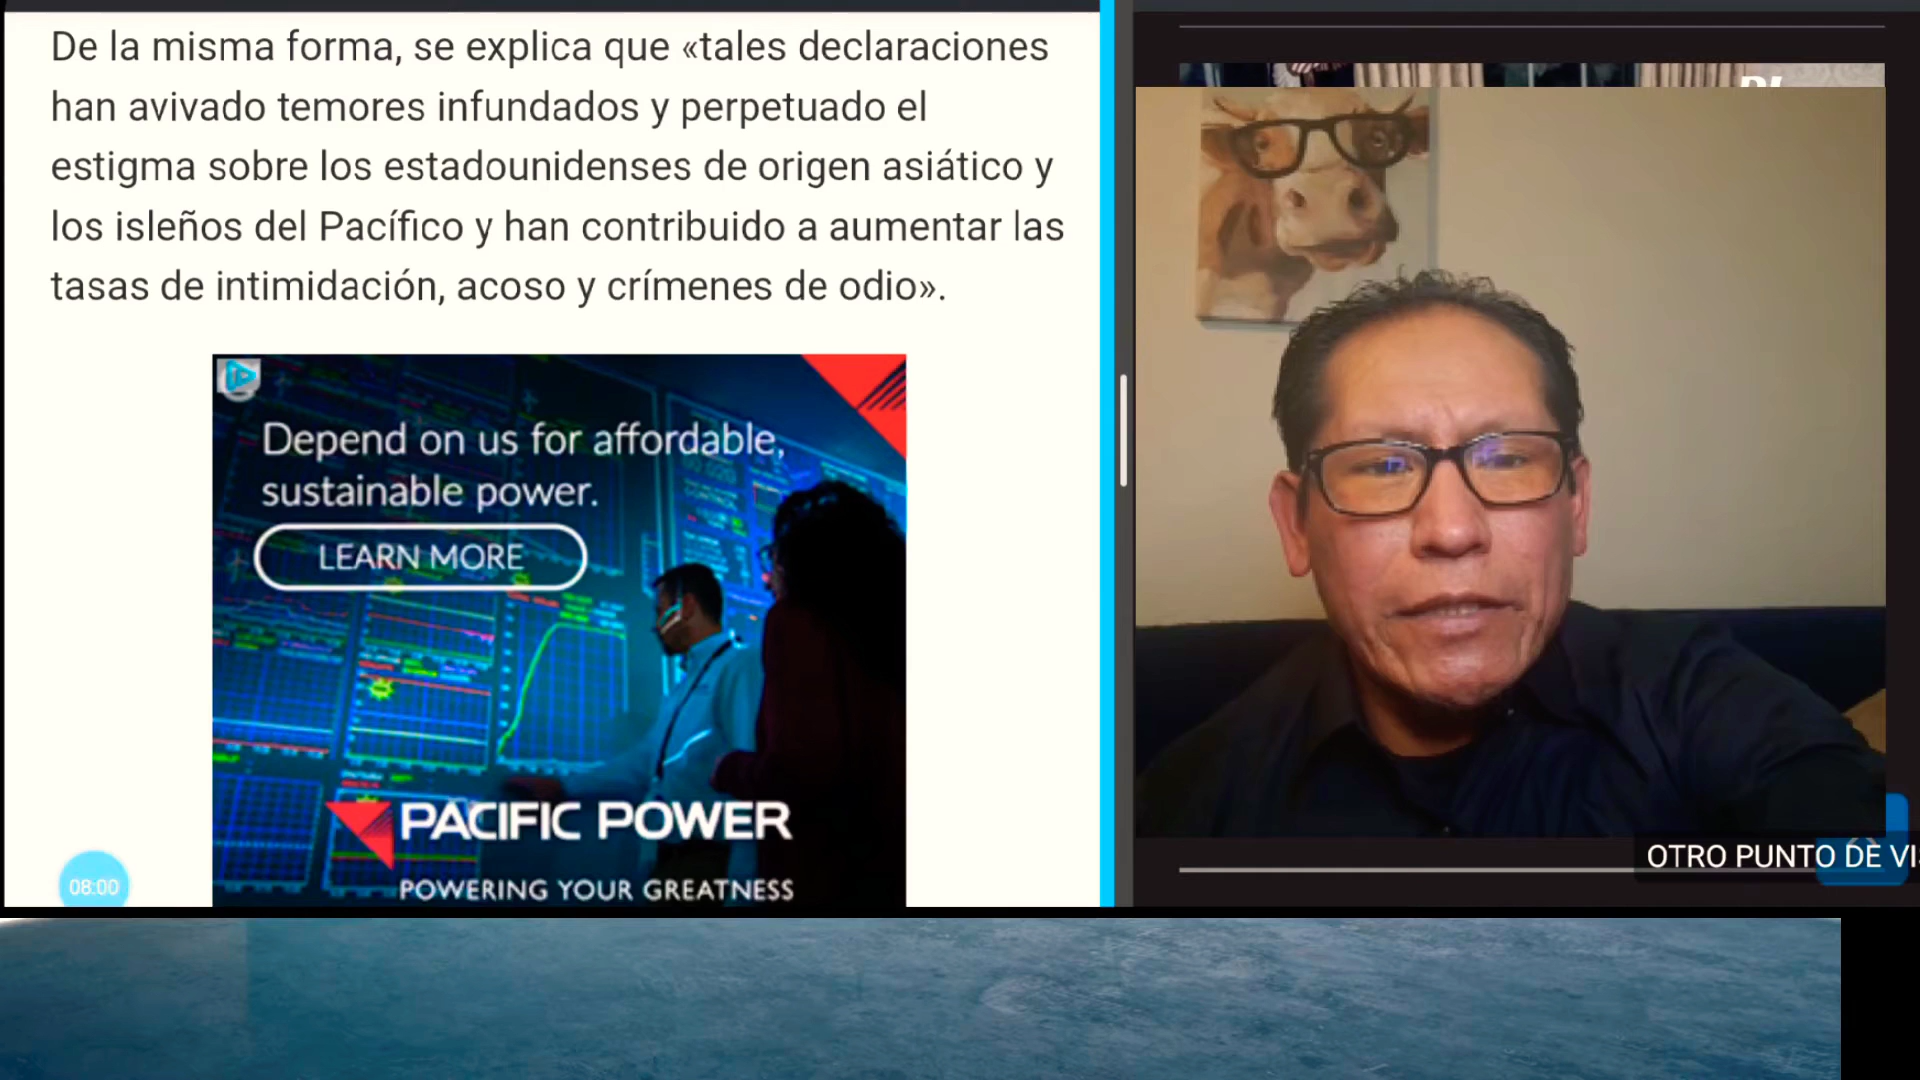 De la misma forma, se explica que «tales declaraciones
han avivado temores infundados y perpetuado el
estigma sobre los estadounidenses de origen asiático y
los isleños del Pacífico y han contribuido a aumentar las
tasas de intimidación, acoso y crímenes de odio».
Depend on us for affordable,
sustainable power.
LEARN MORE
PACIFIC POWER
POWERING YOUR GREATNESS
08:00
OTRO PUNTO DE VI